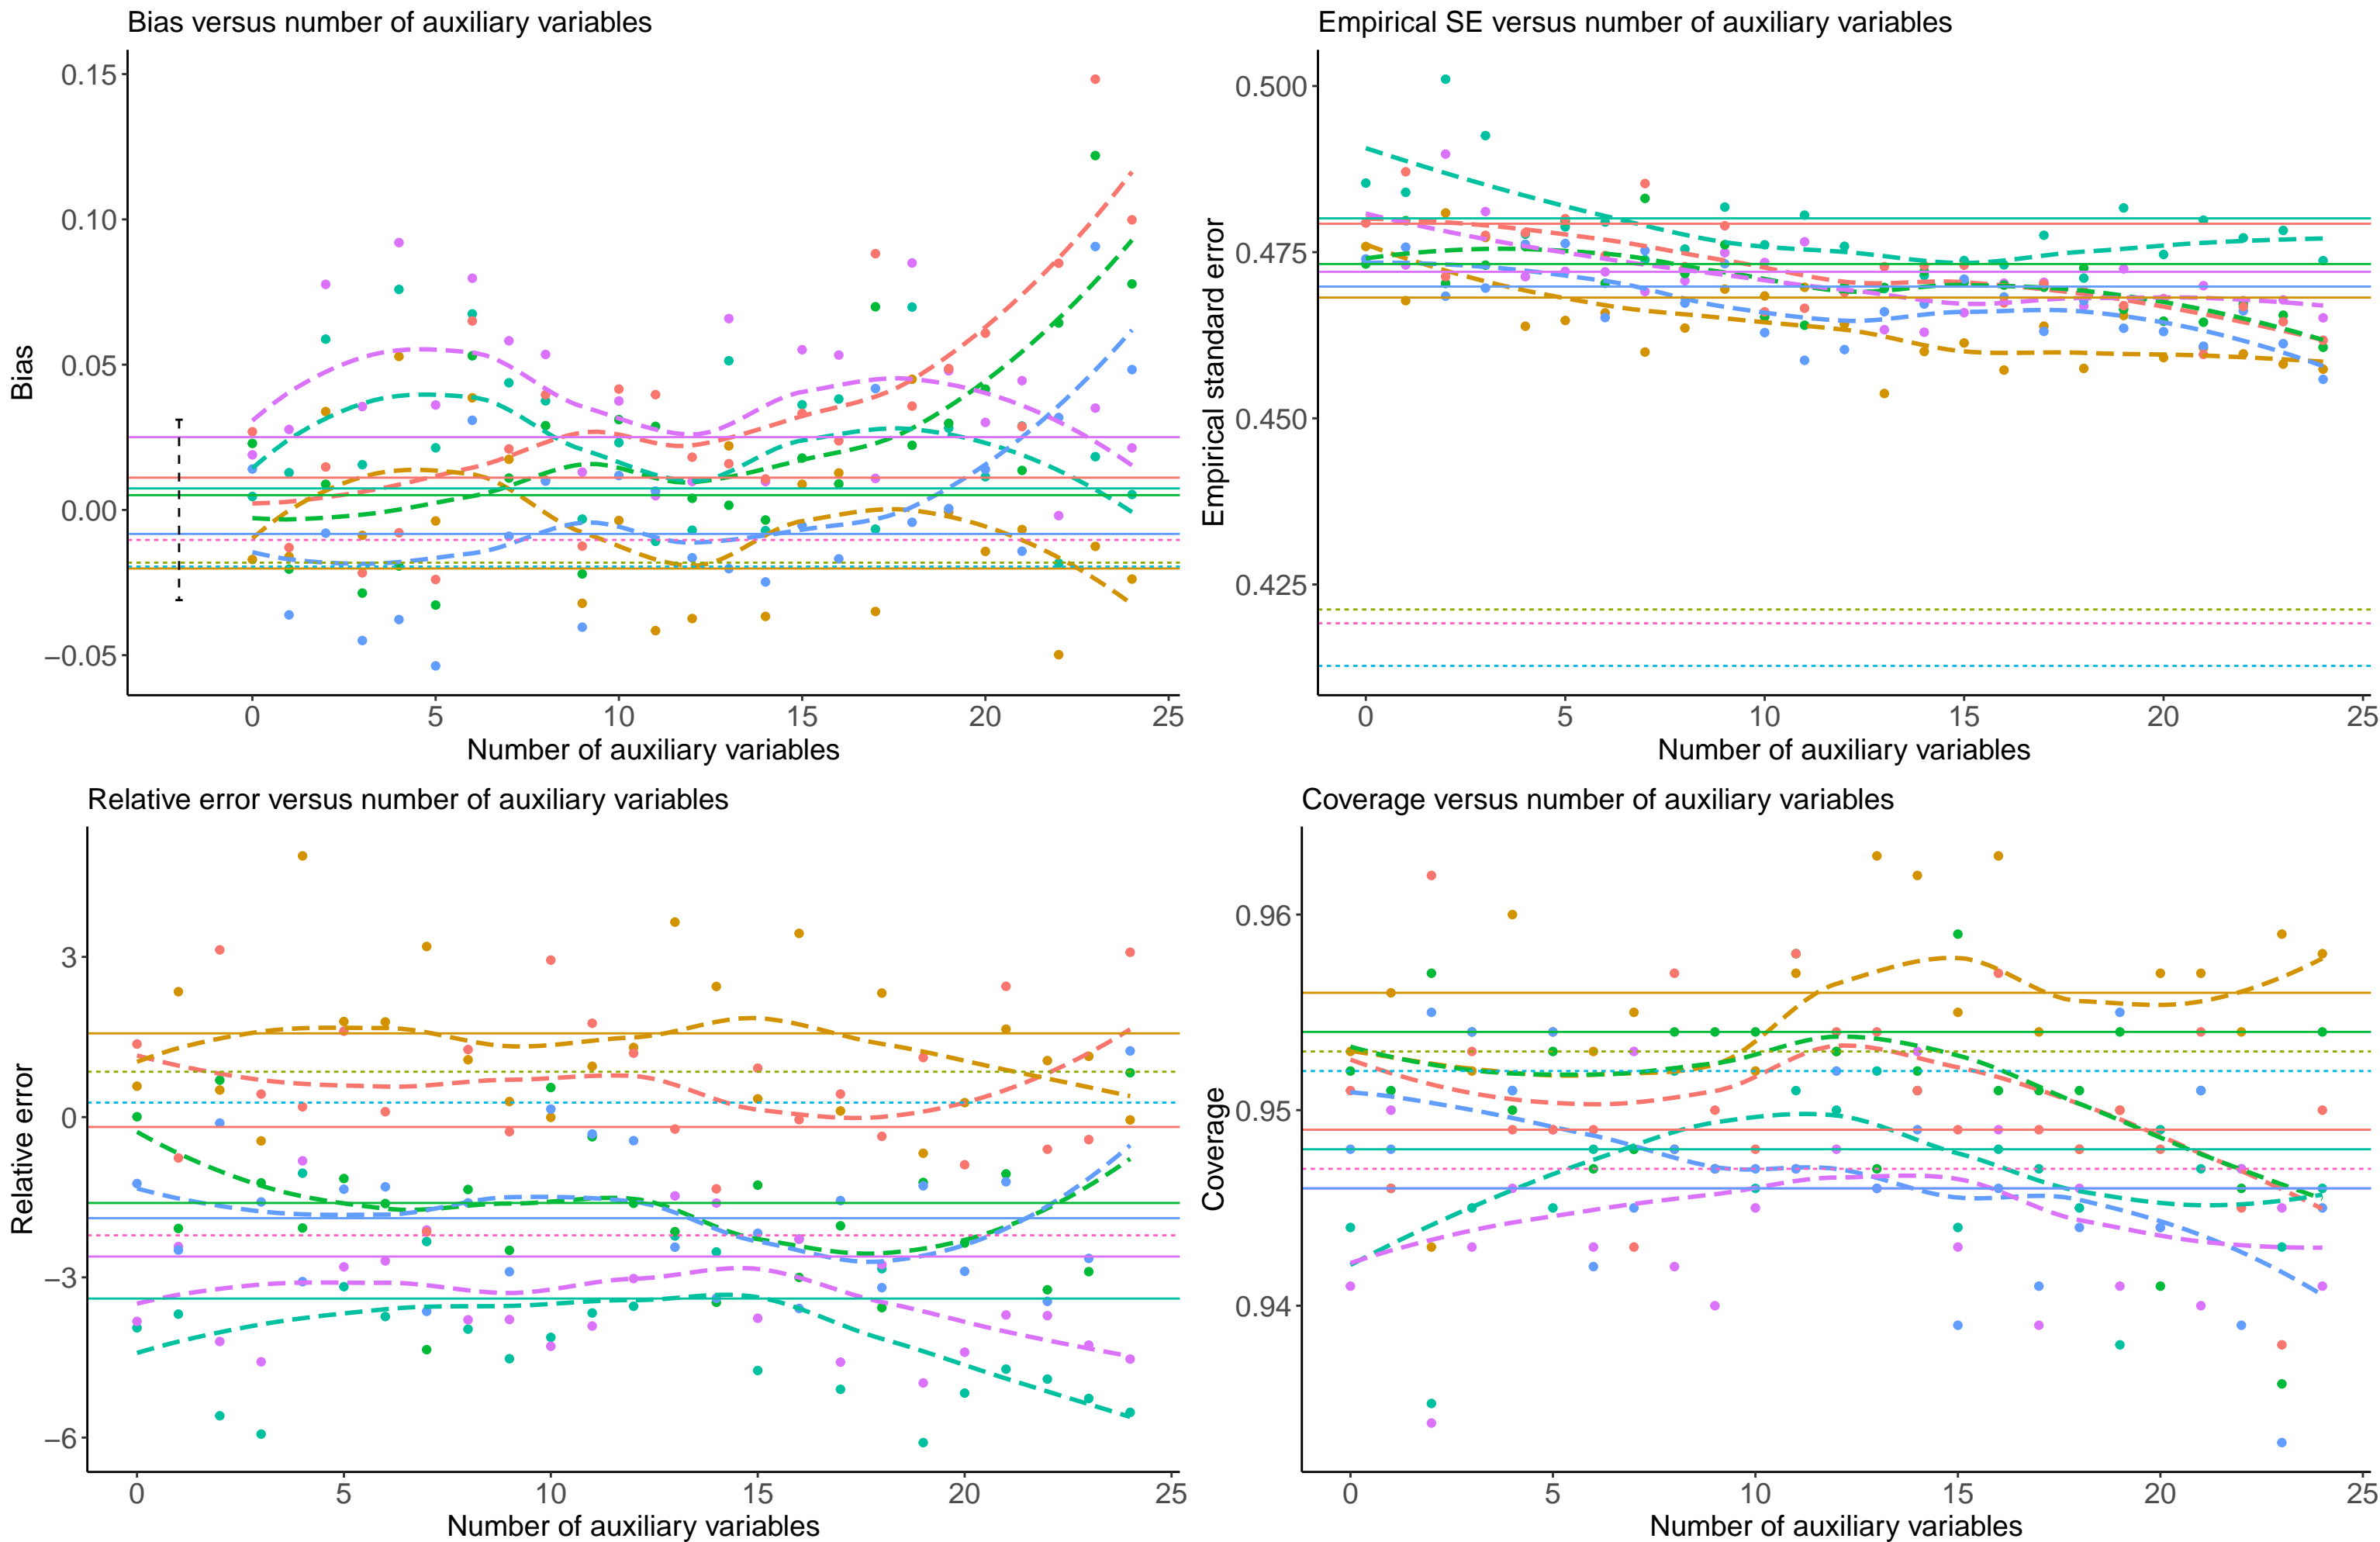 Bias versus number of auxiliary variables
0.15
0.10
0.05
0.00
−0.05
Bias
0 5 10 15 20 25
Number of auxiliary variables
Empirical SE versus number of auxiliary variables
0.500
0.475
0.450
0.425
Empirical standard error
0 5 10 15 20 25
Number of auxiliary variables
Relative error versus number of auxiliary variables
3
0
−3
−6
Relative error
0 5 10 15 20 25
Number of auxiliary variables
Coverage versus number of auxiliary variables
0.96
0.95
0.94
Coverage
0 5 10 15 20 25
Number of auxiliary variables